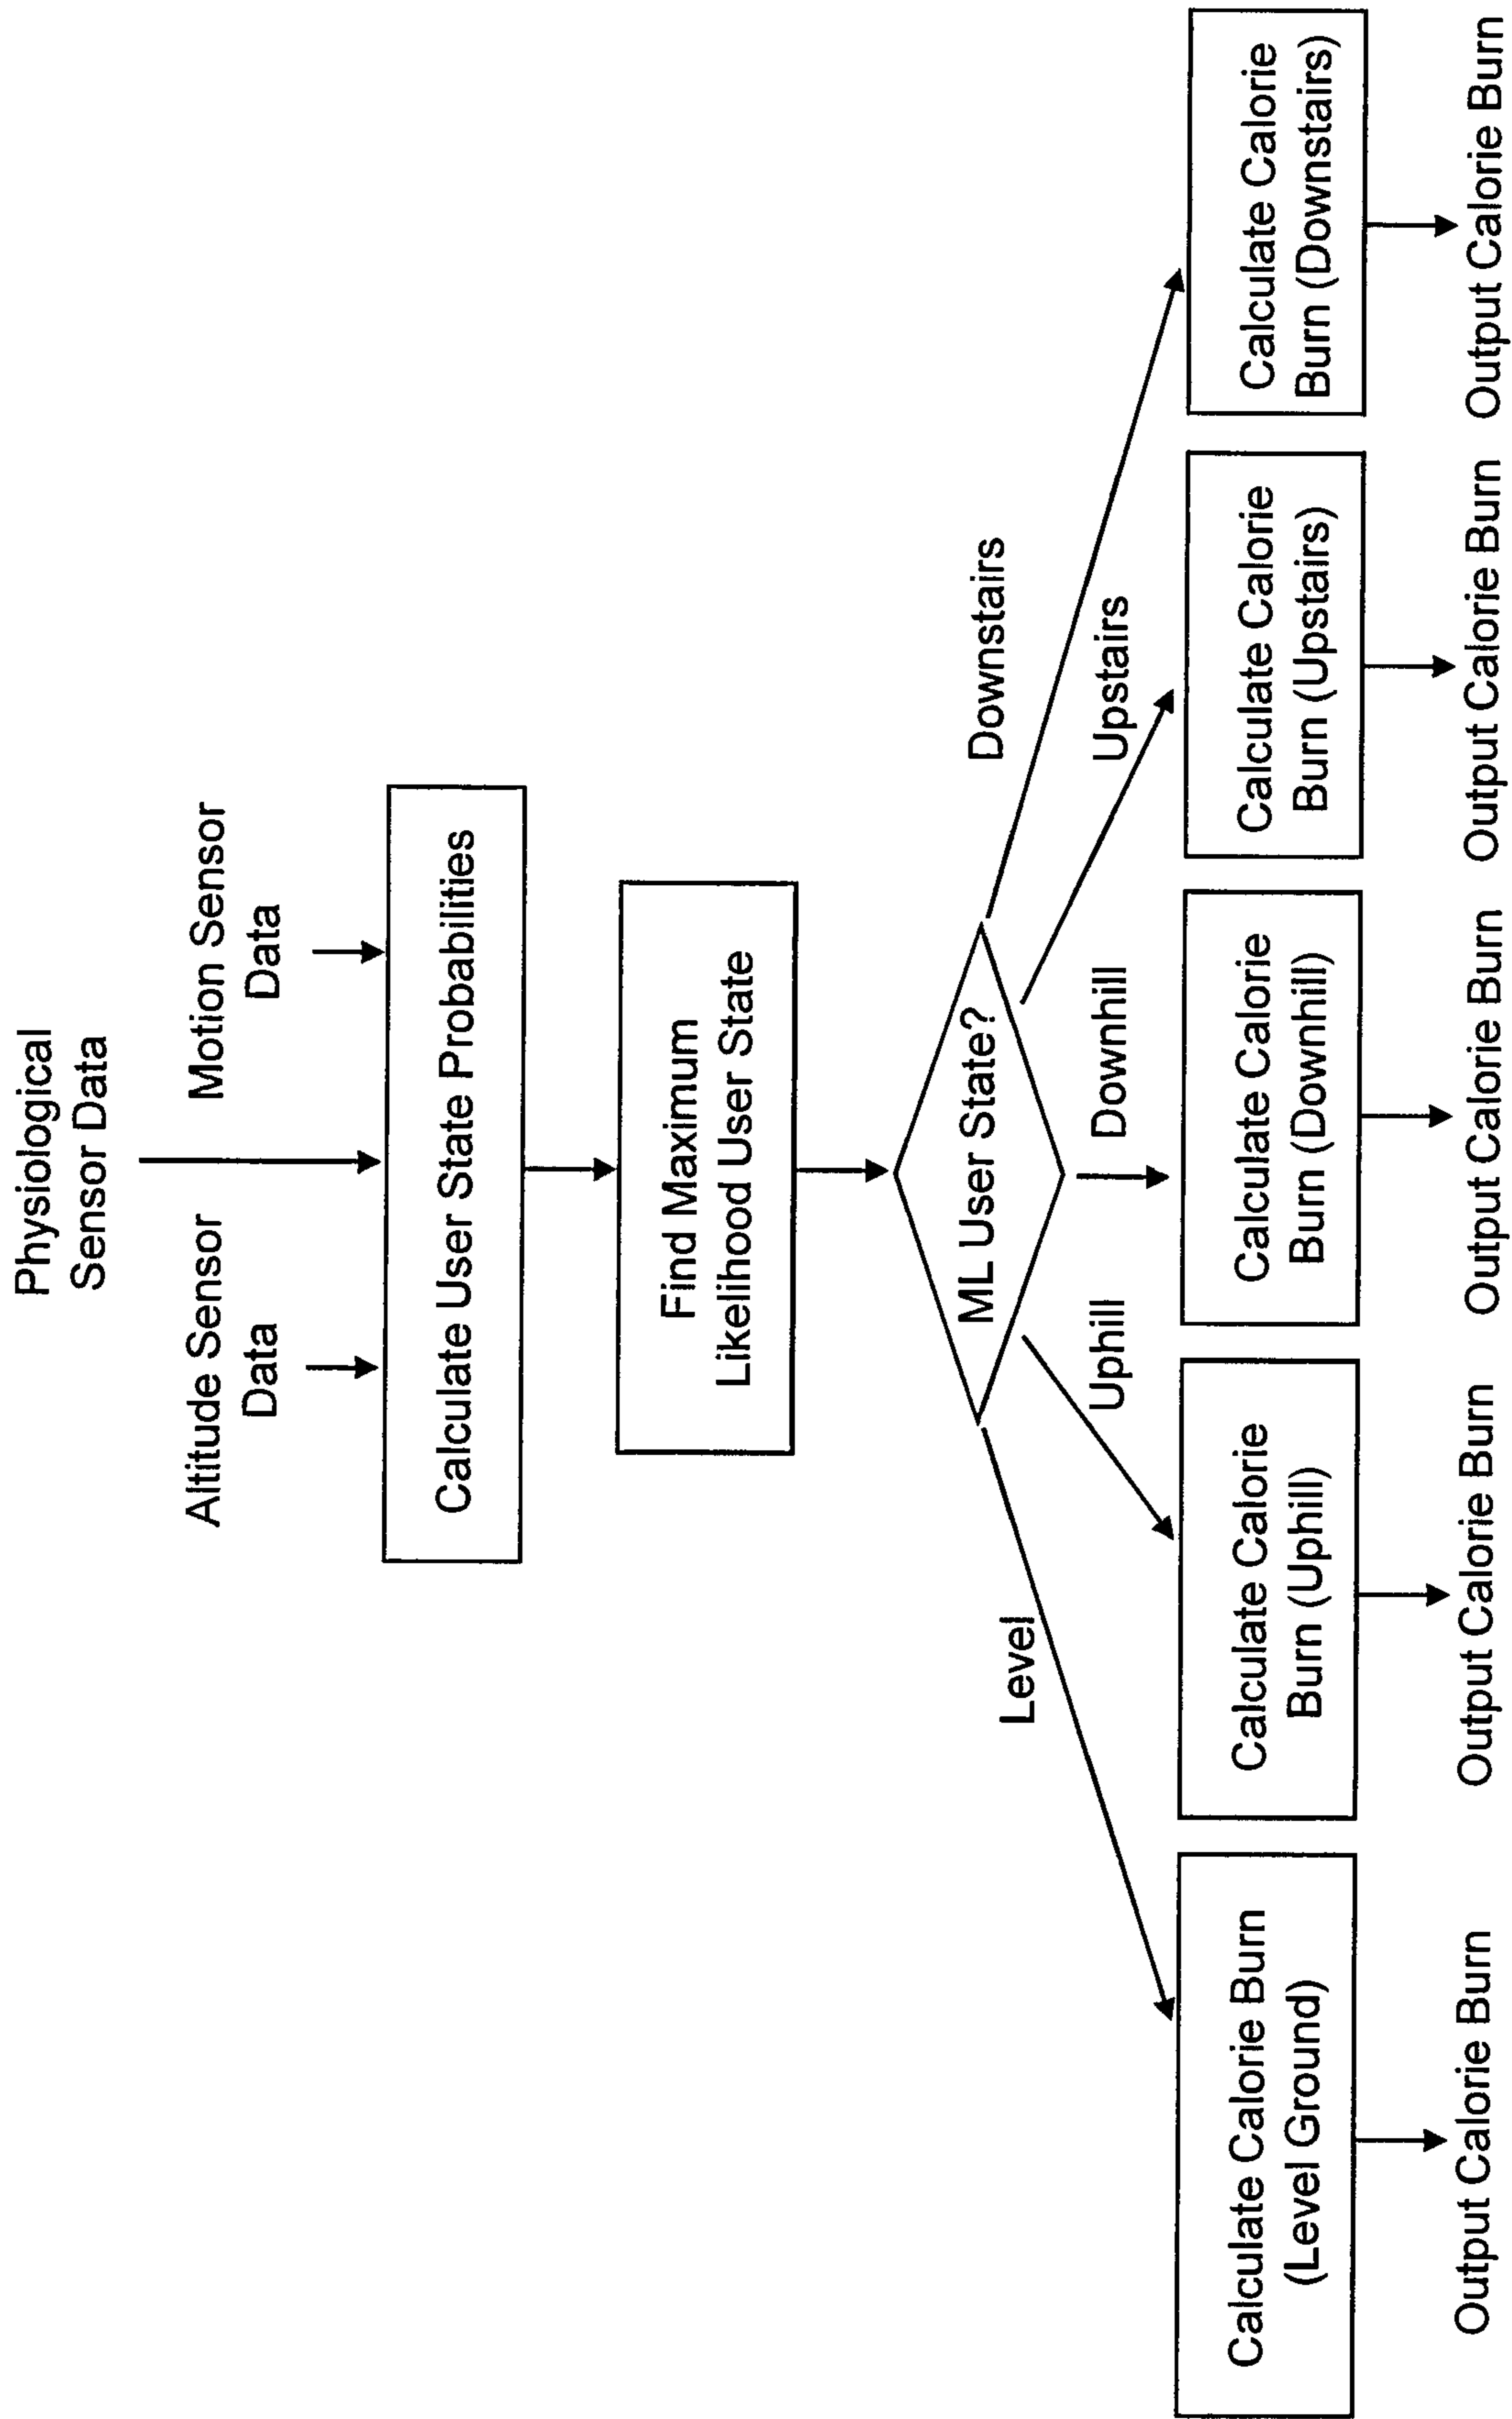 Physiological
Sensor Data
Altitude Sensor
Data
Motion Sensor
Data
Calculate User State Probabilities
Find Maximum
Likelihood User State
ML User State?
Level
Uphill
Downhill
Upstairs
Downstairs
Calculate Calorie Burn
(Level Ground)
Calculate Calorie
Burn (Uphill)
Calculate Calorie
Burn (Downhill)
Calculate Calorie
Burn (Upstairs)
Calculate Calorie
Burn (Downstairs)
Output Calorie Burn
Output Calorie Burn
Output Calorie Burn
Output Calorie Burn
Output Calorie Burn